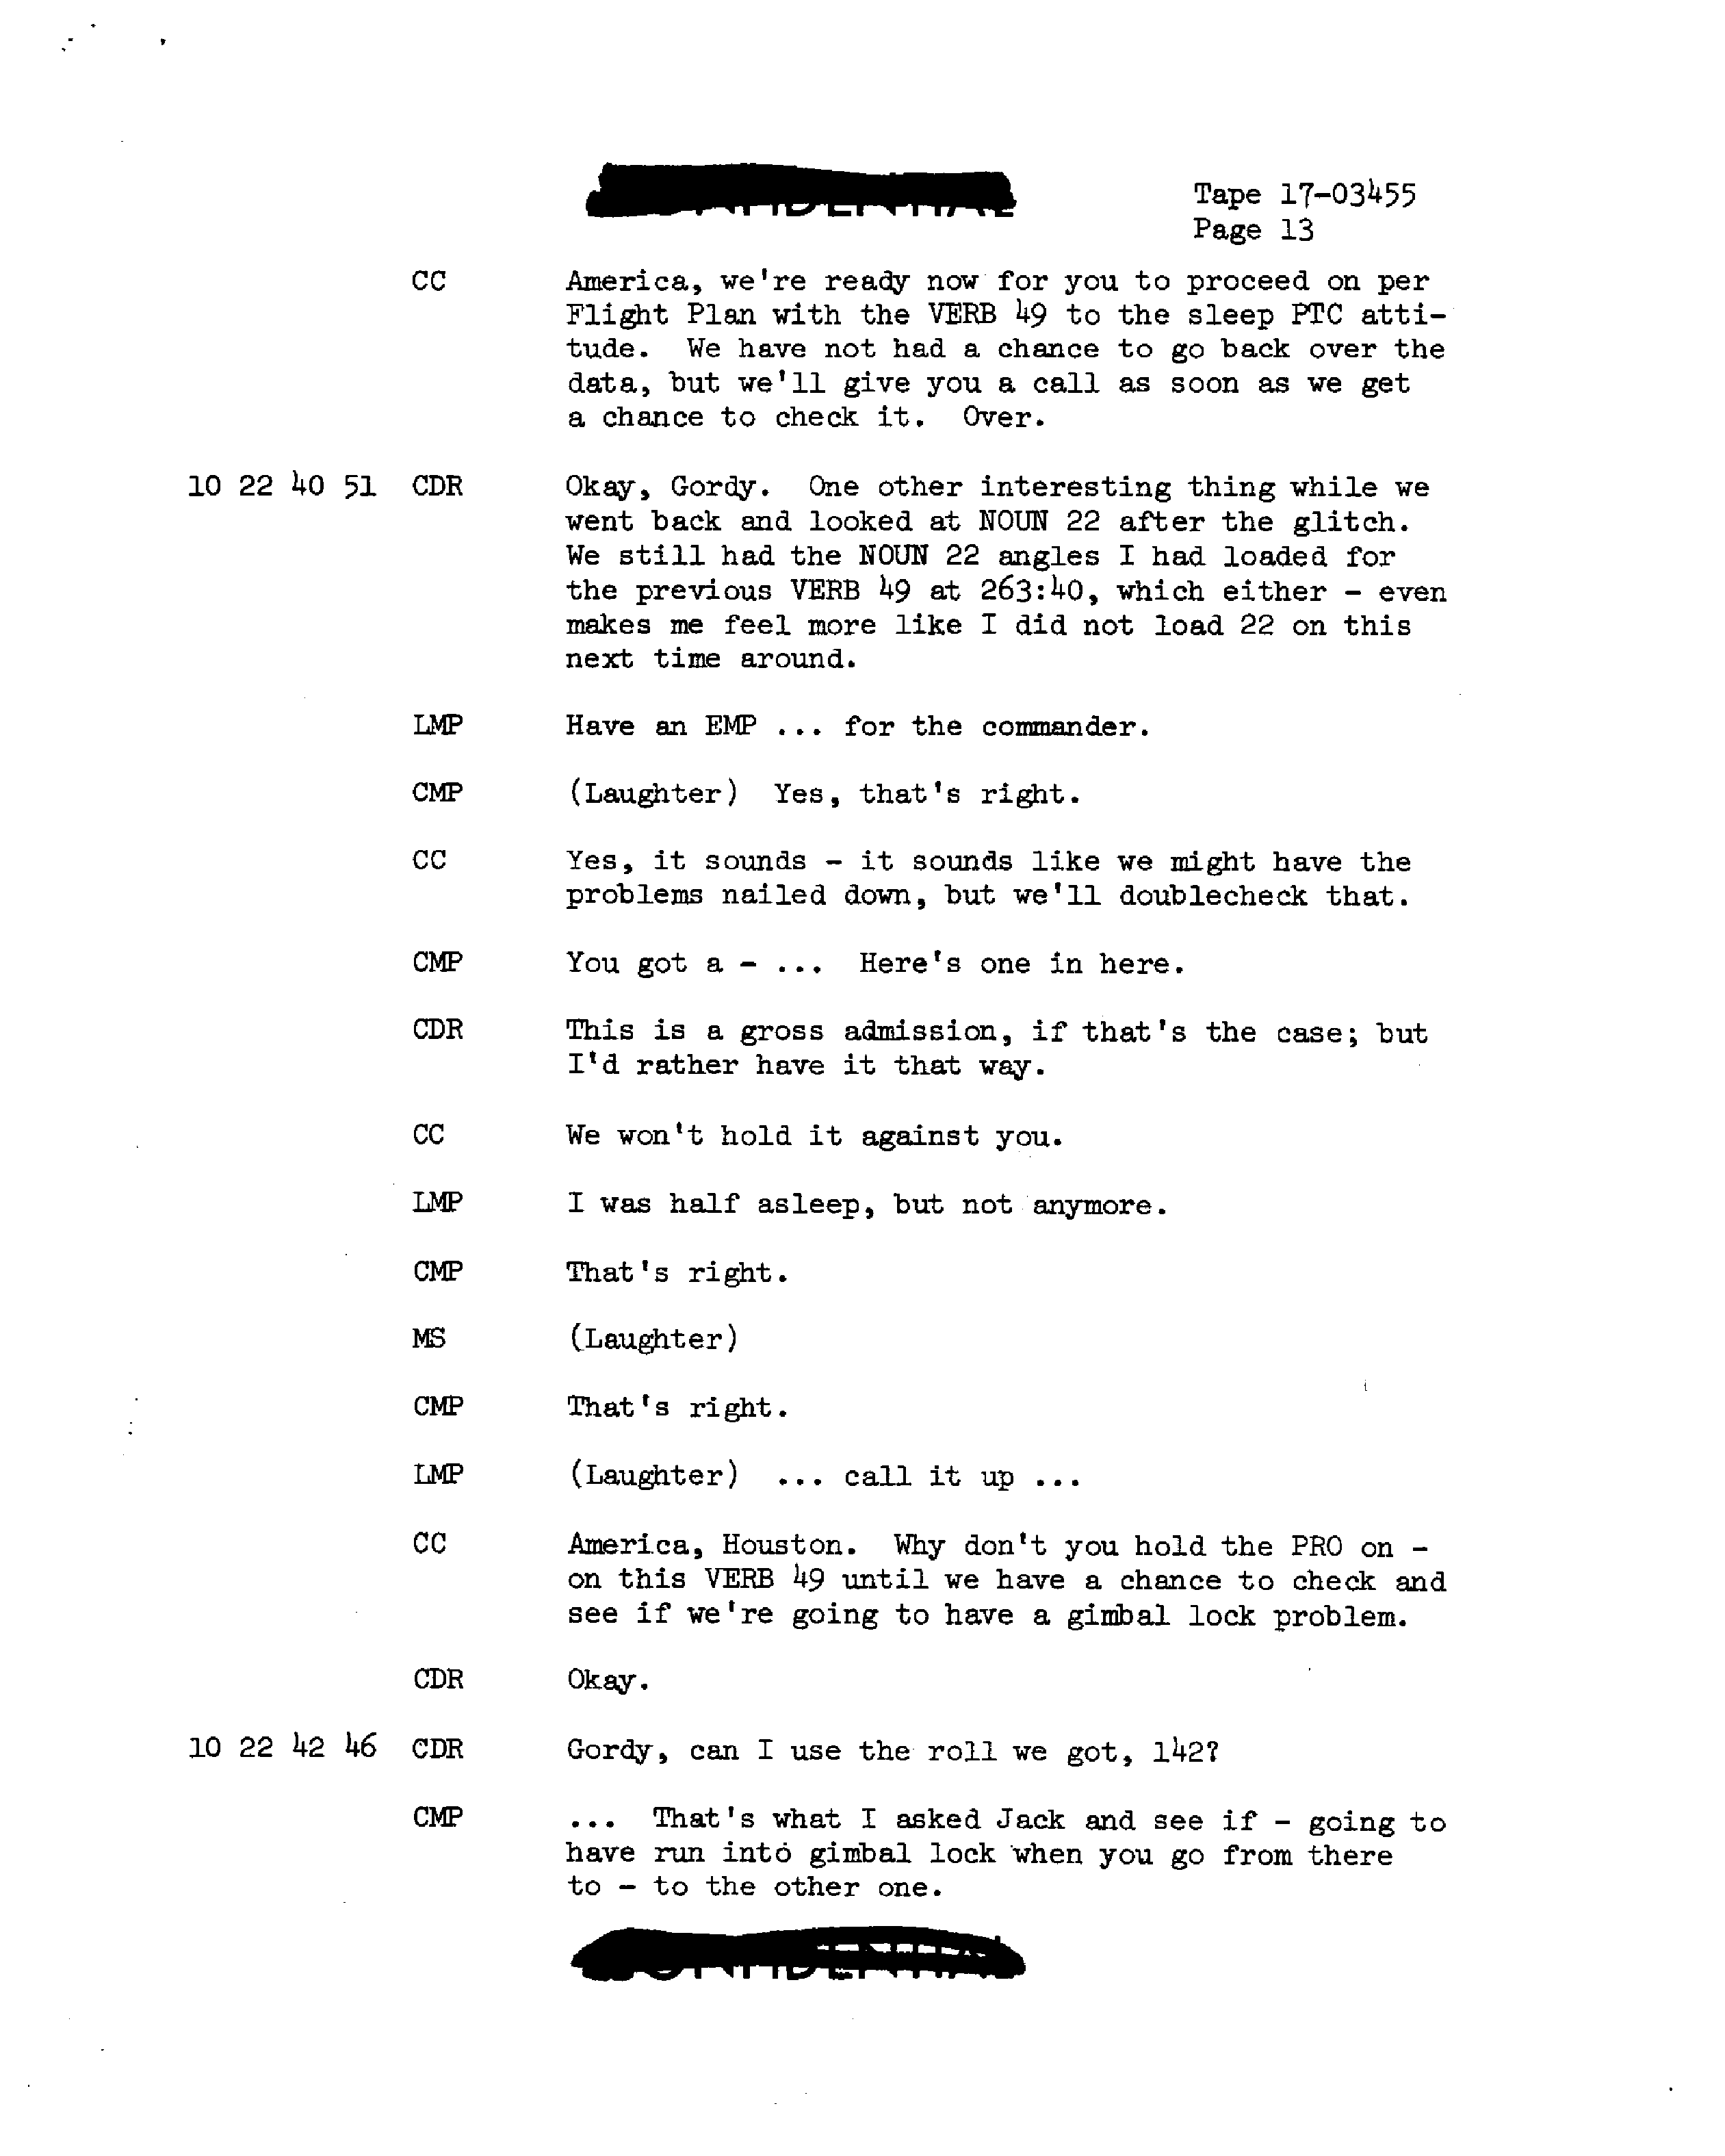 Tape 17-03455
Page 13
CC America, we're ready now for you to proceed on per
Flight Plan with the VERB 49 to the sleep PTC atti-
tude. We have not had a chance to go back over the
data, but we'll give you a call as soon as we get
a chance to check it. Over.
10 22 40 51 CDR Okay, Gordy. One other interesting thing while we
went back and looked at NOUN 22 after the glitch.
We still had the NOUN 22 angles I had loaded for
the previous VERB 49 at 263:40, which either - even
makes me feel more like I did not load 22 on this
next time around.
LMP Have an EMP ... for the commander.
CMP (Laughter) Yes, that's right.
CC Yes, it sounds - it sounds like we might have the
problems nailed down, but we'll doublecheck that.
CMP You got a - ... Here's one in here.
CDR This is a gross admission, if that's the case; but
I'd rather have it that way.
CC We won't hold it against you.
LMP I was half asleep, but not anymore.
CMP That's right.
MS (Laughter)
CMP That's right.
LMP (Laughter) ... call it up ...
CC America, Houston. Why don't you hold the PRO on -
on this VERB 49 until we have a chance to check and
see if we're going to have a gimbal lock problem.
CDR Okay.
10 22 42 46 CDR Gordy, can I use the roll we got, 142?
CMP ... That's what I asked Jack and see if - going to
have run into gimbal lock when you go from there
to - to the other one.